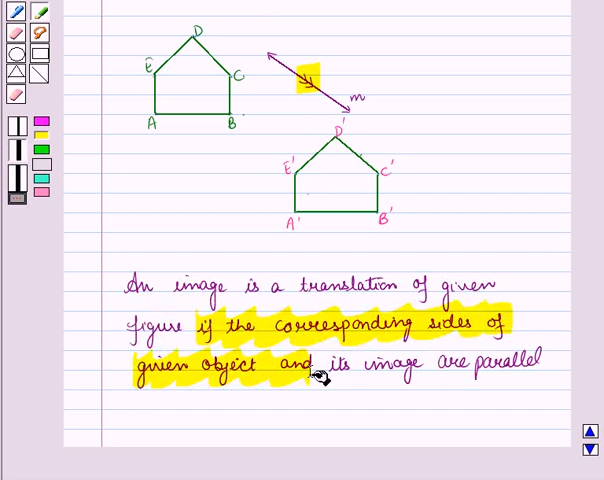 D
E
C
A
B
m
D'
E'
C'
A'
B'
An image is a translation of given
figure if the corresponding sides of
given object and its image are parallel